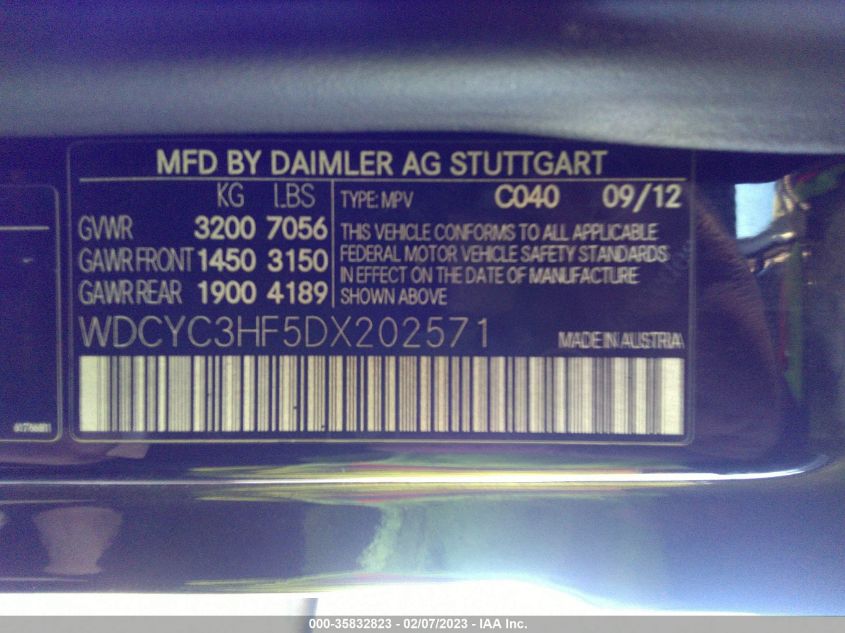 MFD BY DAIMLER AG STUTTGART
KG LBS
GVWR 3200 7056
GAWR FRONT 1450 3150
GAWR REAR 1900 4189
TYPE: MPV C040 09/12
THIS VEHICLE CONFORMS TO ALL APPLICABLE
FEDERAL MOTOR VEHICLE SAFETY STANDARDS
IN EFFECT ON THE DATE OF MANUFACTURE
SHOWN ABOVE
WDCYC3HF5DX202571 MADE IN AUSTRIA
000-35832823 - 02/07/2023 - IAA Inc.